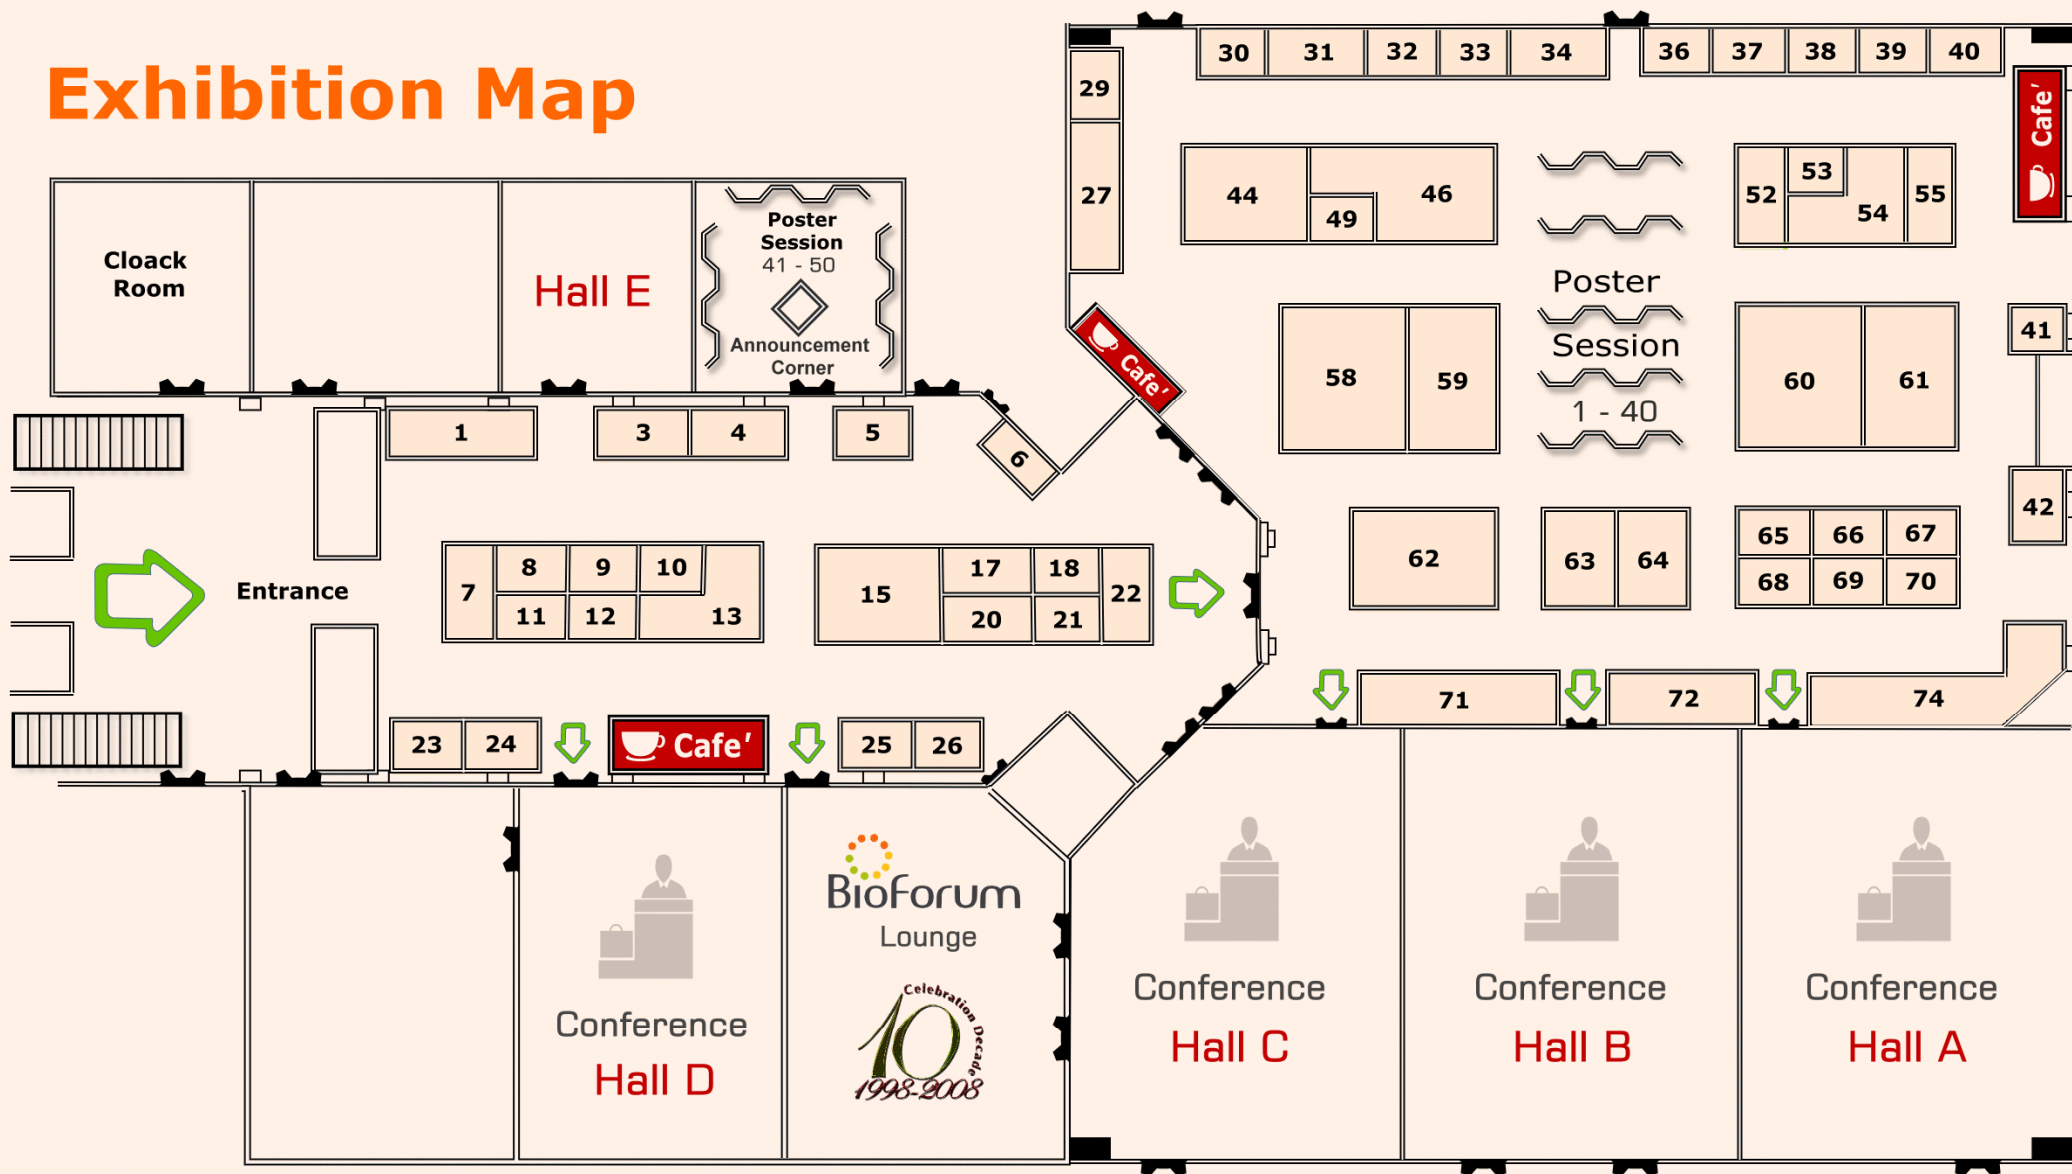 Exhibition Map
30 31 32 33 34 36 37 38 39 40
29
Cafe'
27
44 49 46
52 53 54 55
Cloack
Room
Hall E
Poster
Session
41 - 50
Announcement
Corner
Cafe'
Poster
Session
1 - 40
58 59
60 61
41
1 3 4 5 6
42
62 63 64
65 66 67
68 69 70
Entrance
7 8 9 10
11 12 13
15 17 18 22
20 21
71 72 74
23 24
Cafe'
25 26
BioForum
Lounge
Celebration Decade
10
1998-2008
Conference
Hall D
Conference
Hall C
Conference
Hall B
Conference
Hall A